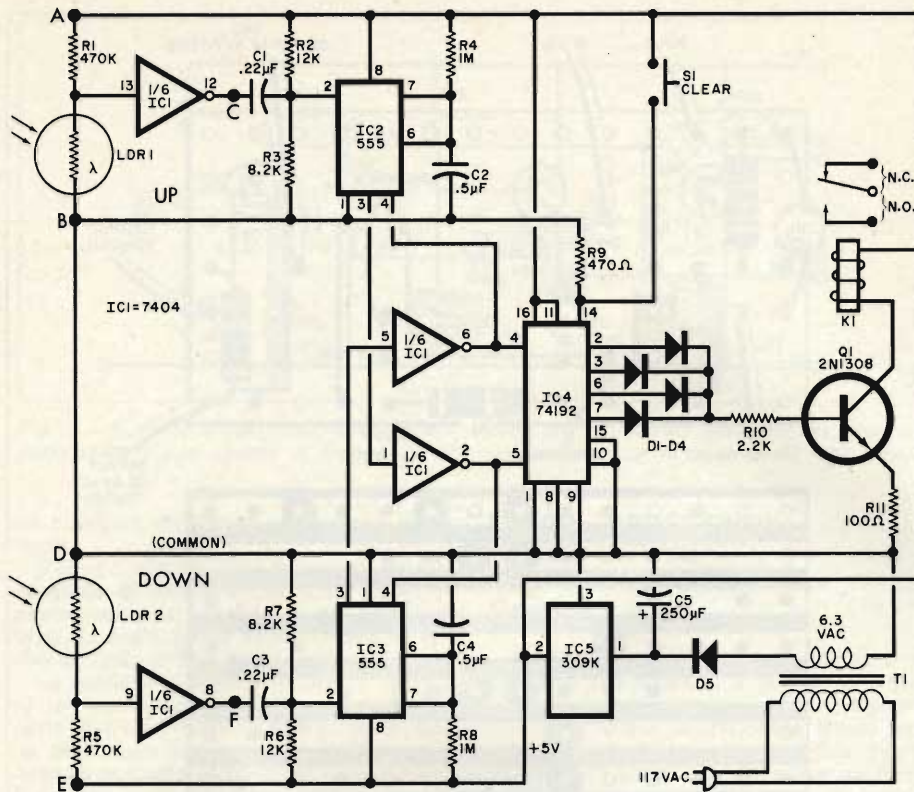 A
R1
470K
13
1/6
IC1
12
C
C1
.22µF
R2
12K
R3
8.2K
2
8
IC2
555
7
6
1 3 4
R4
1M
C2
.5µF
S1
CLEAR
λ
LDR1
UP
B
N.C.
N.O.
K1
IC1=7404
R9
470Ω
5
1/6
IC1
6
1
1/6
IC1
2
16 11 14
4
5
IC4
74192
2
3
6
7
15
10
1 8 9
D1-D4
R10
2.2K
Q1
2N1308
R11
100Ω
D
(COMMON)
DOWN
λ
LDR 2
9
1/6
IC1
8
F
C3
.22µF
R5
470K
R7
8.2K
R6
12K
3 1 4
IC3
555
2
6
7
8
C4
.5µF
R8
1M
+5V
3
2
IC5
309K
1
+
C5
250µF
D5
6.3
VAC
T1
117VAC
E